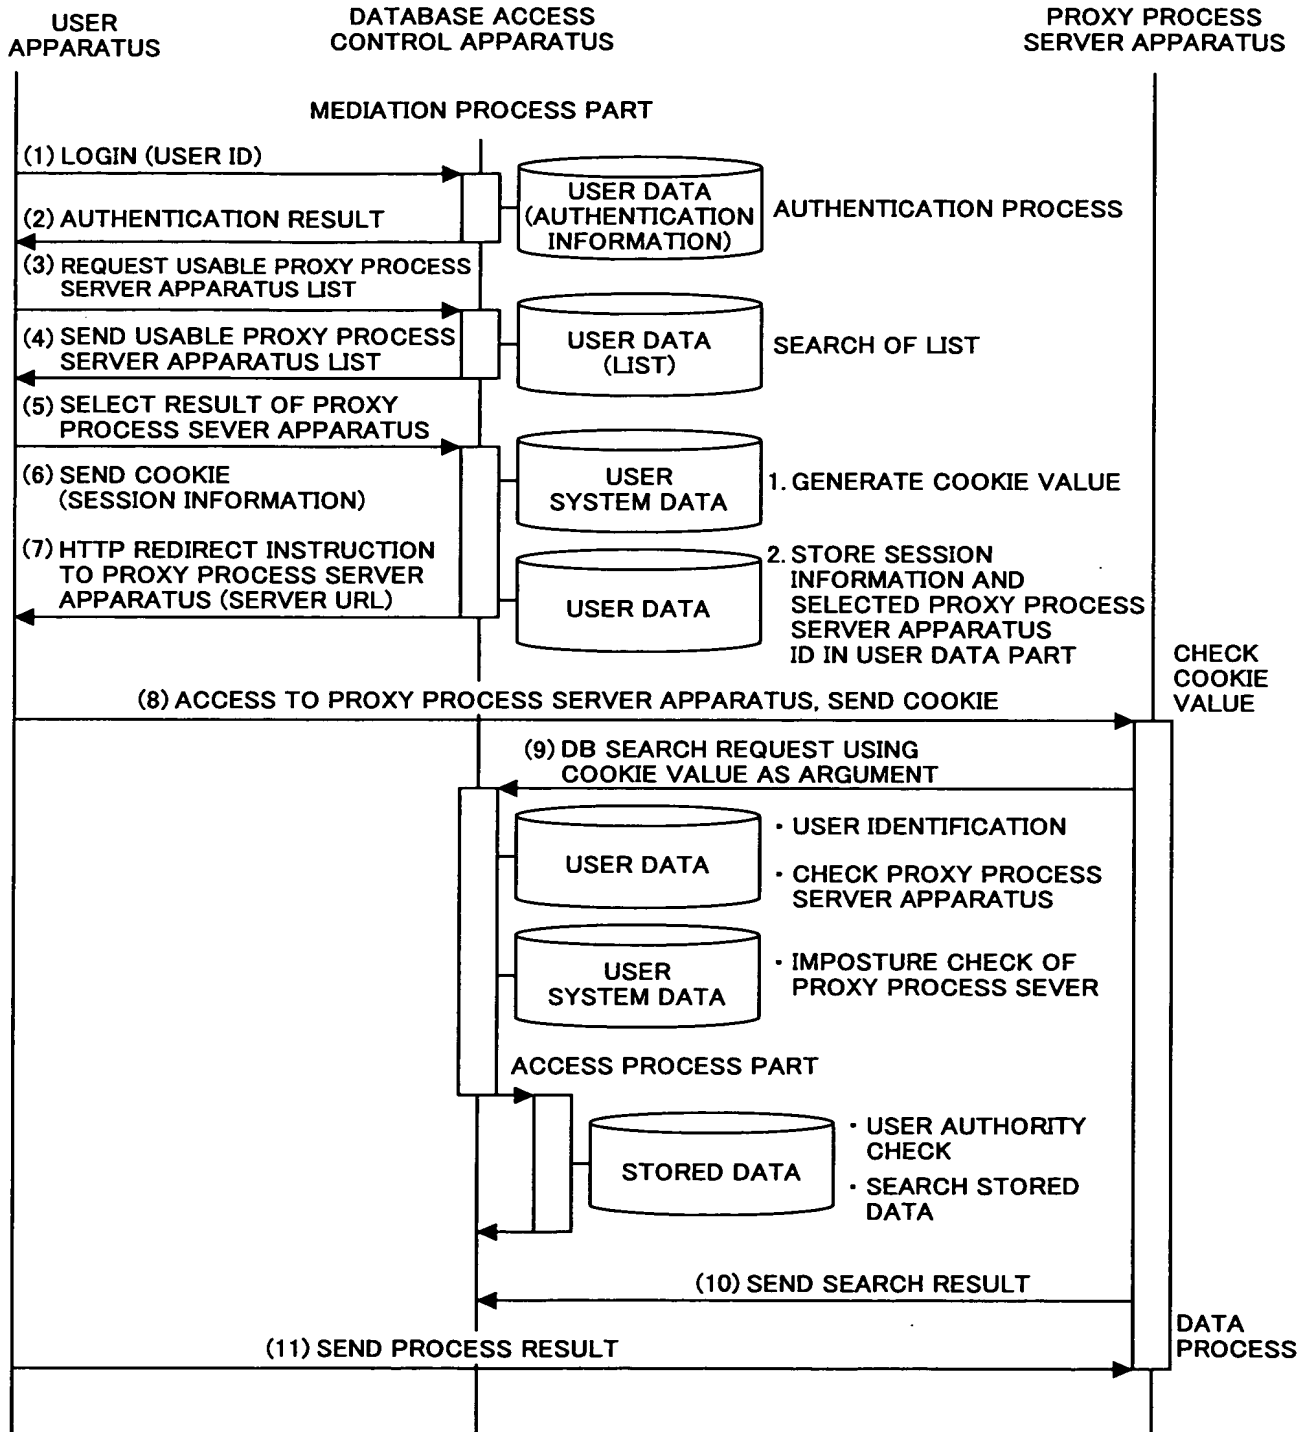 USER
APPARATUS
DATABASE ACCESS
CONTROL APPARATUS
PROXY PROCESS
SERVER APPARATUS
MEDIATION PROCESS PART
(1) LOGIN (USER ID)
USER DATA
(AUTHENTICATION
INFORMATION)
AUTHENTICATION PROCESS
(2) AUTHENTICATION RESULT
(3) REQUEST USABLE PROXY PROCESS
SERVER APPARATUS LIST
(4) SEND USABLE PROXY PROCESS
SERVER APPARATUS LIST
USER DATA
(LIST)
SEARCH OF LIST
(5) SELECT RESULT OF PROXY
PROCESS SEVER APPARATUS
(6) SEND COOKIE
(SESSION INFORMATION)
USER
SYSTEM DATA
1. GENERATE COOKIE VALUE
(7) HTTP REDIRECT INSTRUCTION
TO PROXY PROCESS SERVER
APPARATUS (SERVER URL)
USER DATA
2. STORE SESSION
INFORMATION AND
SELECTED PROXY PROCESS
SERVER APPARATUS
ID IN USER DATA PART
CHECK
COOKIE
VALUE
(8) ACCESS TO PROXY PROCESS SERVER APPARATUS, SEND COOKIE
(9) DB SEARCH REQUEST USING
COOKIE VALUE AS ARGUMENT
USER DATA
・USER IDENTIFICATION
・CHECK PROXY PROCESS
SERVER APPARATUS
USER
SYSTEM DATA
・IMPOSTURE CHECK OF
PROXY PROCESS SEVER
ACCESS PROCESS PART
STORED DATA
・USER AUTHORITY
CHECK
・SEARCH STORED
DATA
(10) SEND SEARCH RESULT
DATA
PROCESS
(11) SEND PROCESS RESULT